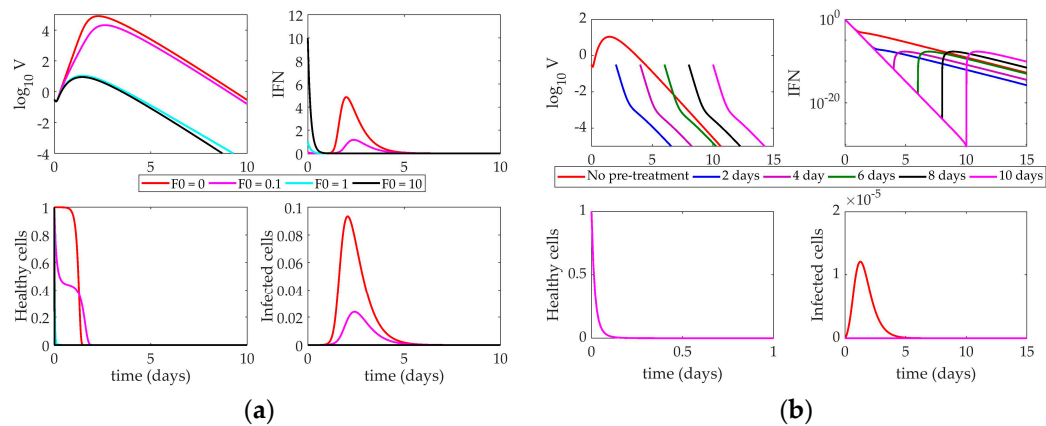 log10 V
4
2
0
-2
-4
0
5
10
IFN
12
10
8
6
4
2
0
0
5
10
F0 = 0
F0 = 0.1
F0 = 1
F0 = 10
Healthy cells
1
0.8
0.6
0.4
0.2
0
0
5
10
time (days)
Infected cells
0.1
0.08
0.06
0.04
0.02
0
0
5
10
time (days)
(a)
log10 V
2
0
-2
-4
0
5
10
15
IFN
10^0
10^-20
0
5
10
15
No pre-treatment
2 days
4 day
6 days
8 days
10 days
Healthy cells
1
0.5
0
0
0.5
1
time (days)
Infected cells
×10^-5
2
1
0
0
5
10
15
time (days)
(b)